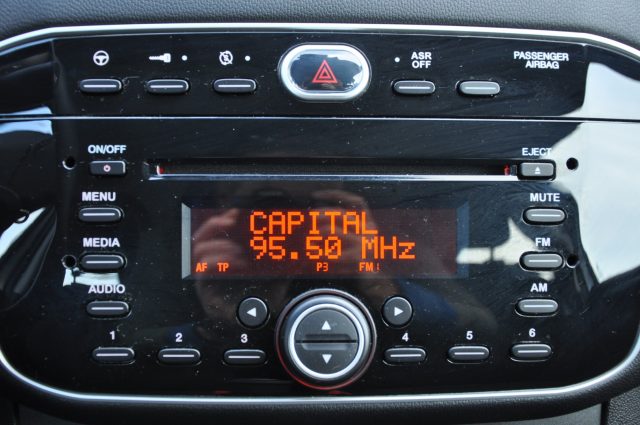 ASR OFF
PASSENGER AIRBAG
ON/OFF
EJECT
MENU
MUTE
CAPITAL
95.50 MHz
MEDIA
FM
AF TP P3 FM1
AUDIO
AM
1 2 3 4 5 6